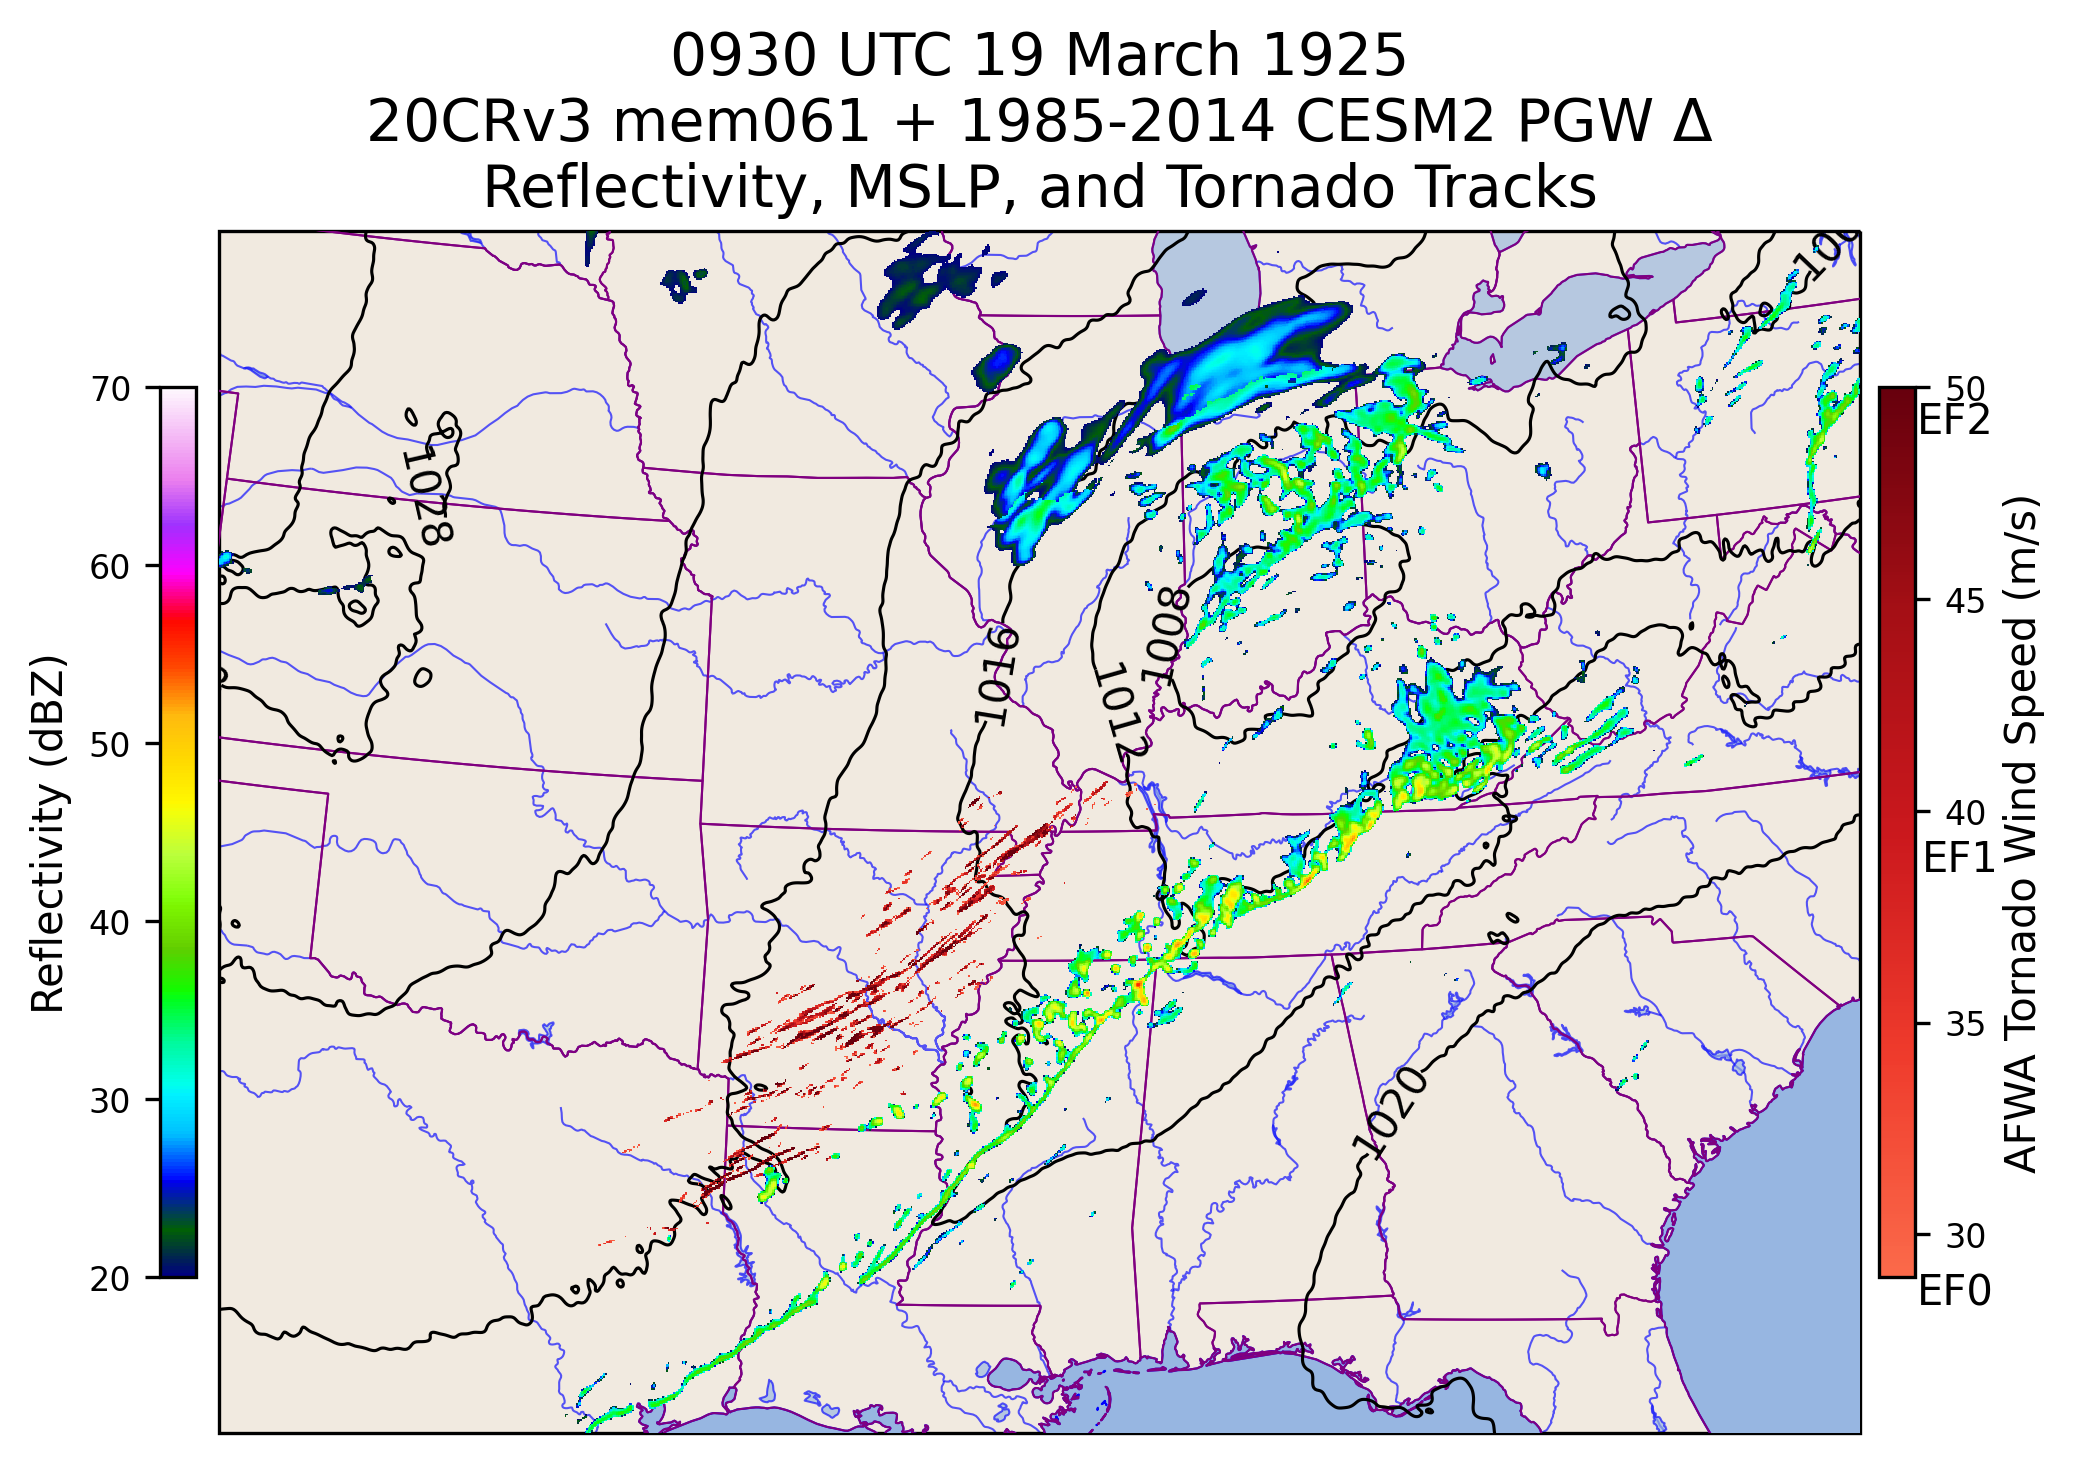 0930 UTC 19 March 1925
20CRv3 mem061 + 1985-2014 CESM2 PGW Δ
Reflectivity, MSLP, and Tornado Tracks
70
60
50
40
30
20
Reflectivity (dBZ)
1028
1016
1012
1008
1020
50
EF2
45
40
EF1
35
30
EF0
AFWA Tornado Wind Speed (m/s)